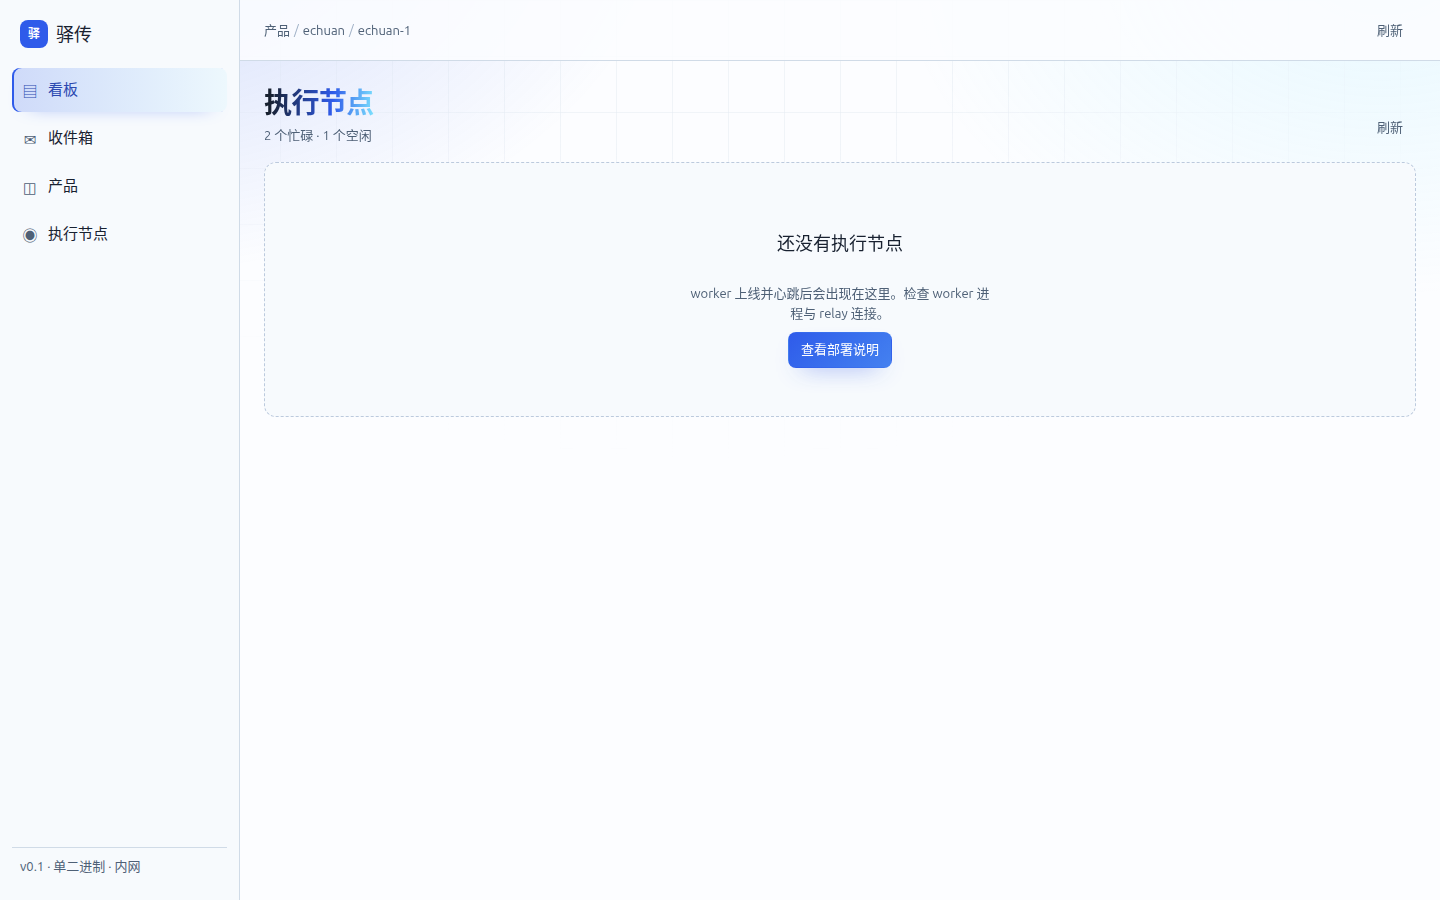 驿 驿传
看板
收件箱
产品
执行节点
v0.1 · 单二进制 · 内网
产品 / echuan / echuan-1
刷新
执行节点
2 个忙碌 · 1 个空闲
刷新
还没有执行节点
worker 上线并心跳后会出现在这里。检查 worker 进
程与 relay 连接。
查看部署说明